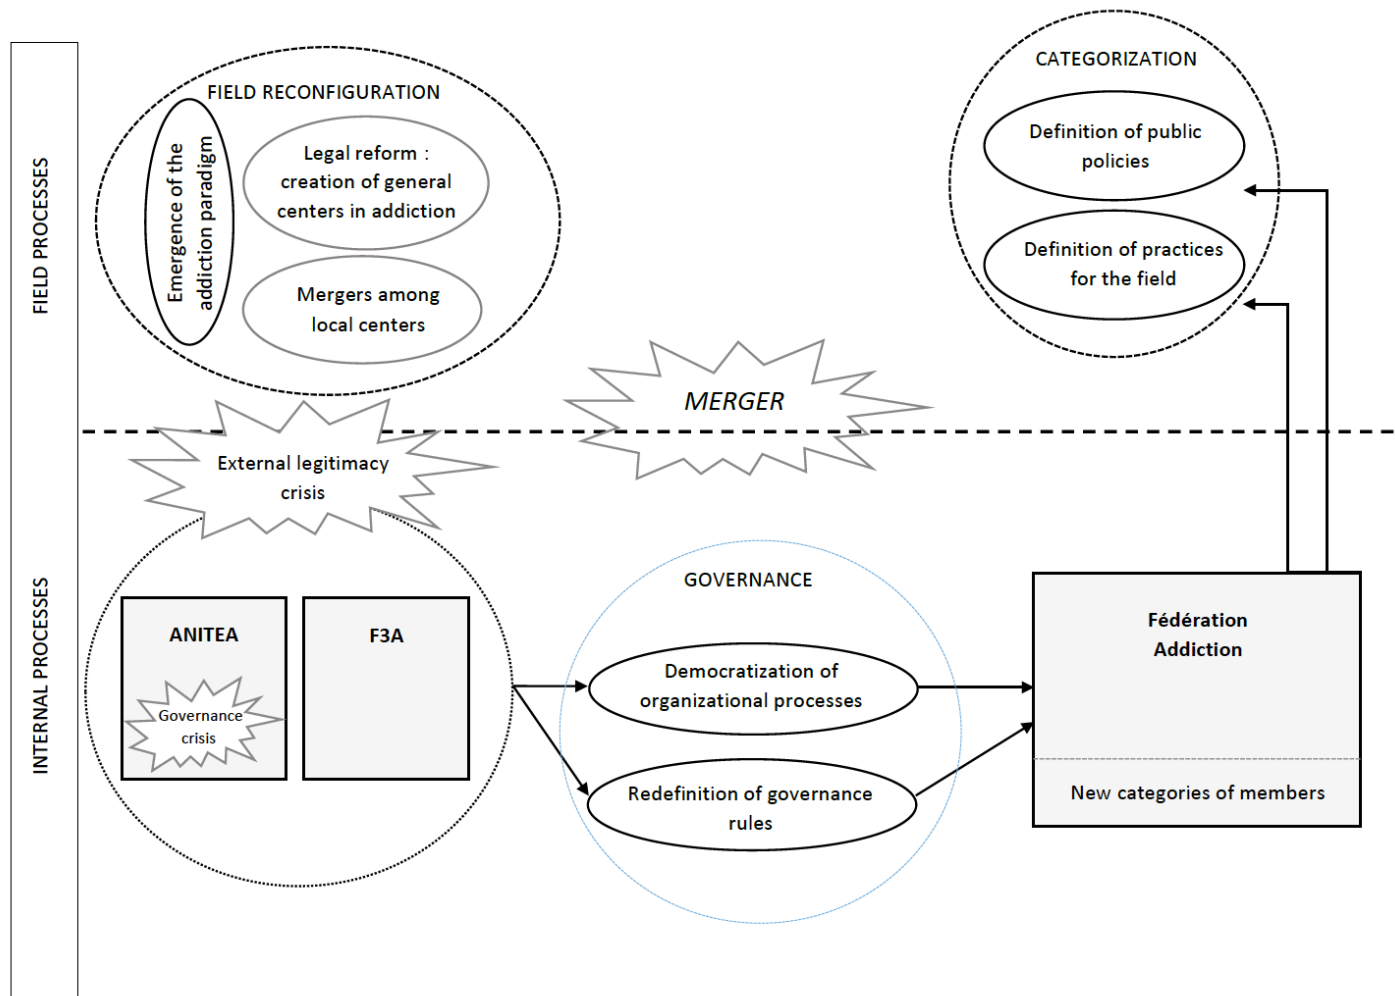 FIELD PROCESSES
FIELD RECONFIGURATION
Emergence of the
addiction paradigm
Legal reform :
creation of general
centers in addiction
Mergers among
local centers
CATEGORIZATION
Definition of public
policies
Definition of practices
for the field
MERGER
External legitimacy
crisis
INTERNAL PROCESSES
ANITEA
Governance
crisis
F3A
GOVERNANCE
Democratization of
organizational processes
Redefinition of governance
rules
Fédération
Addiction
New categories of members